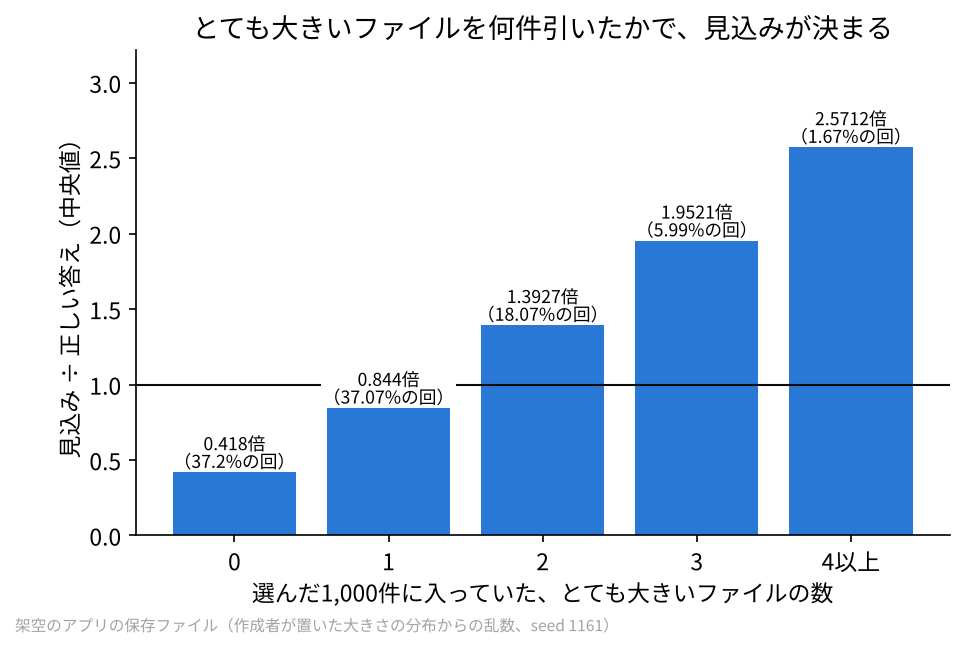 とても大きいファイルを何件引いたかで、見込みが決まる
見込み ÷ 正しい答え（中央値）
3.0
2.5
2.0
1.5
1.0
0.5
0.0
0.418倍
（37.2%の回）
0.844倍
（37.07%の回）
1.3927倍
（18.07%の回）
1.9521倍
（5.99%の回）
2.5712倍
（1.67%の回）
0
1
2
3
4以上
選んだ1,000件に入っていた、とても大きいファイルの数
架空のアプリの保存ファイル（作成者が置いた大きさの分布からの乱数、seed 1161）